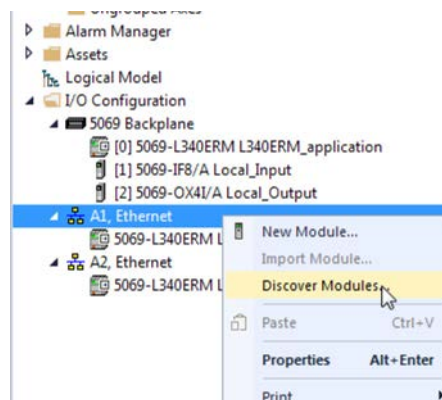 Ungrouped Axes
Alarm Manager
Assets
Logical Model
I/O Configuration
5069 Backplane
[0] 5069-L340ERM L340ERM_application
[1] 5069-IF8/A Local_Input
[2] 5069-OX4I/A Local_Output
A1, Ethernet
5069-L340ERM L
A2, Ethernet
5069-L340ERM L
New Module...
Import Module...
Discover Modules...
Paste Ctrl+V
Properties Alt+Enter
Print